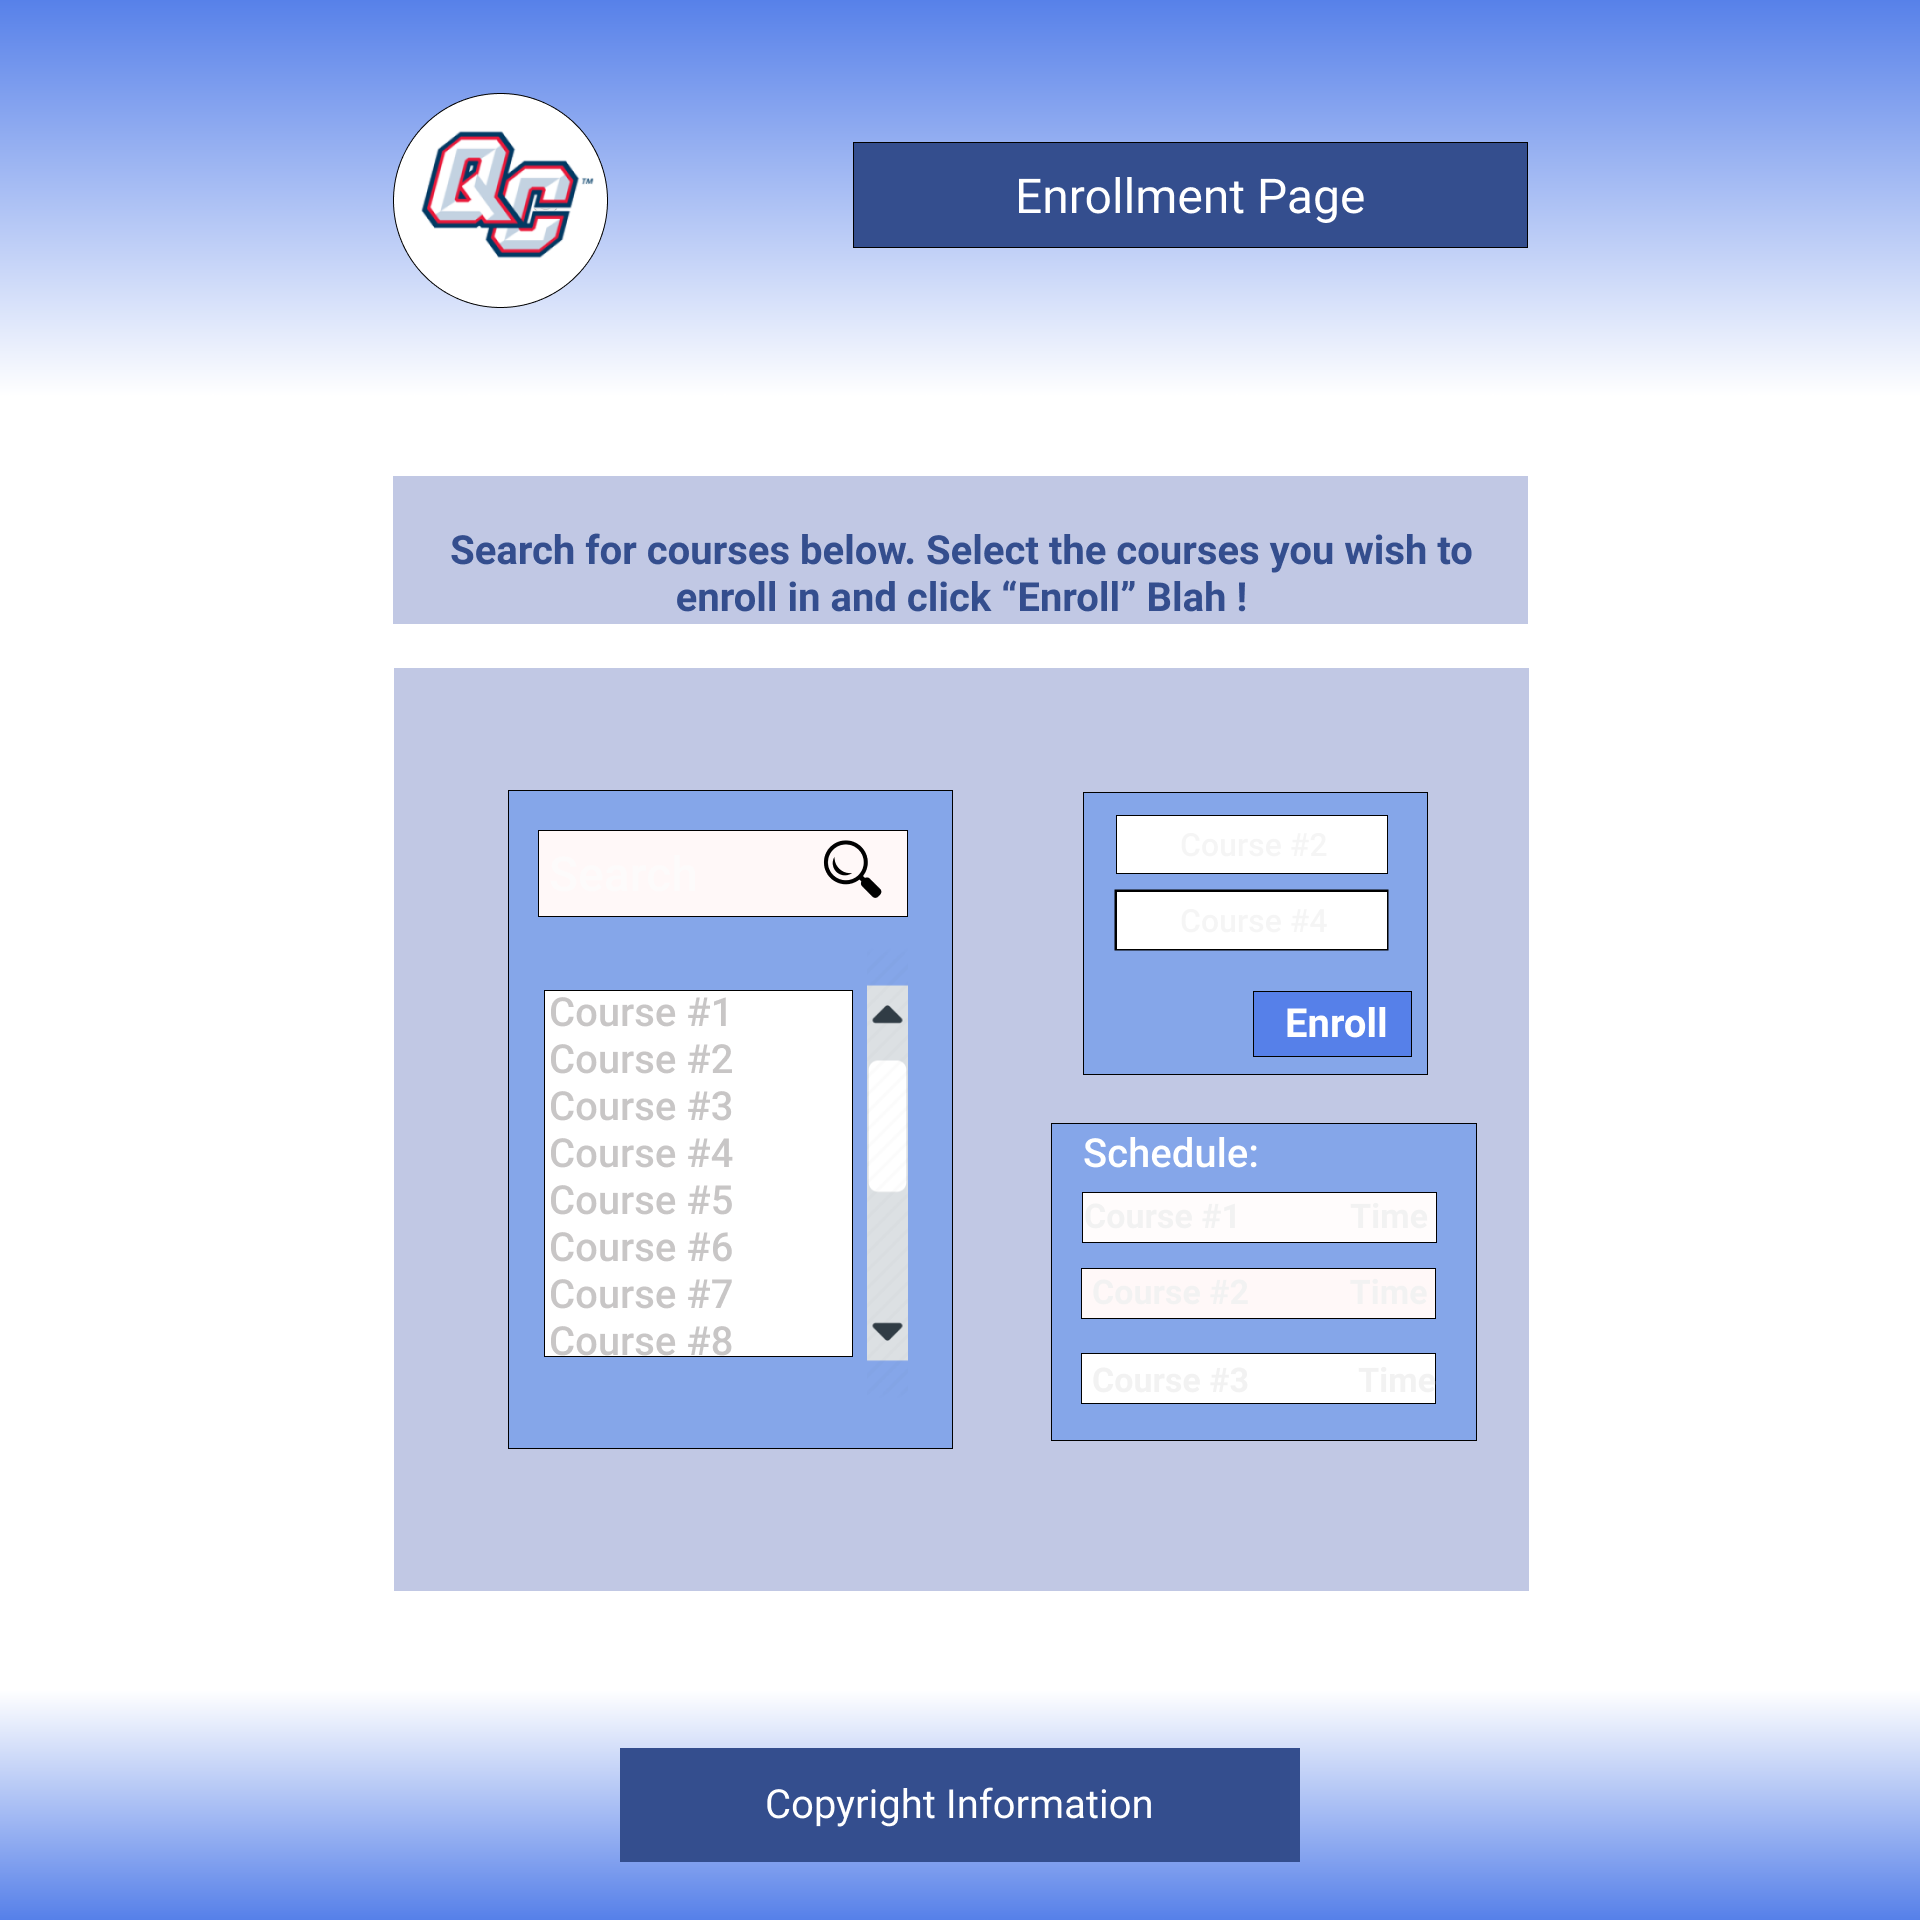 QC™
Enrollment Page
Search for courses below. Select the courses you wish to
enroll in and click “Enroll” Blah !
Search
Course #1
Course #2
Course #3
Course #4
Course #5
Course #6
Course #7
Course #8
Course #2
Course #4
Enroll
Schedule:
Course #1 Time
Course #2 Time
Course #3 Time
Copyright Information